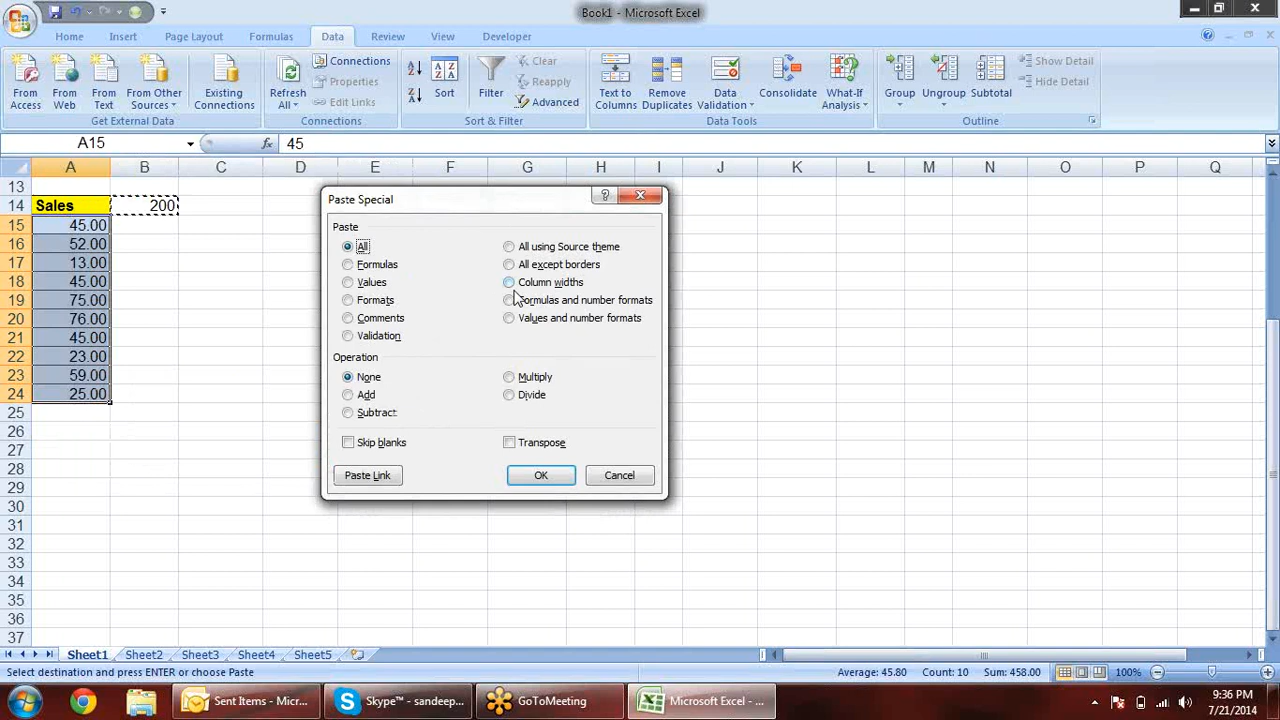 Book1 - Microsoft Excel
Home Insert Page Layout Formulas Data Review View Developer
From Access
From Web
From Text
From Other Sources
Existing Connections
Get External Data
Refresh All
Connections
Properties
Edit Links
Connections
Sort
Filter
Clear
Reapply
Advanced
Sort & Filter
Text to Columns
Remove Duplicates
Data Validation
Consolidate
What-If Analysis
Data Tools
Group
Ungroup
Subtotal
Show Detail
Hide Detail
Outline
A15 fx 45
A B C D E F G H I J K L M N O P Q
13
14 Sales 200
15 45.00
16 52.00
17 13.00
18 45.00
19 75.00
20 76.00
21 45.00
22 23.00
23 59.00
24 25.00
25
26
27
28
29
30
31
32
33
34
35
36
37
Paste Special
Paste
All All using Source theme
Formulas All except borders
Values Column widths
Formats Formulas and number formats
Comments Values and number formats
Validation
Operation
None Multiply
Add Divide
Subtract
Skip blanks Transpose
Paste Link OK Cancel
Sheet1 Sheet2 Sheet3 Sheet4 Sheet5
Select destination and press ENTER or choose Paste Average: 45.80 Count: 10 Sum: 458.00 100%
Sent Items - Micr... Skype™ - sandeep... GoToMeeting Microsoft Excel - ... 9:36 PM
7/21/2014